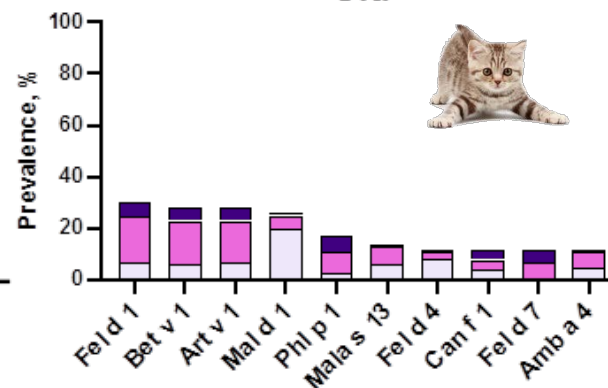 100
80
60
40
20
0
Prevalence, %
Fel d 1
Bet v 1
Art v 1
Mal d 1
Phl p 1
Malas 13
Fel d 4
Can f 1
Fel d 7
Amb a 4